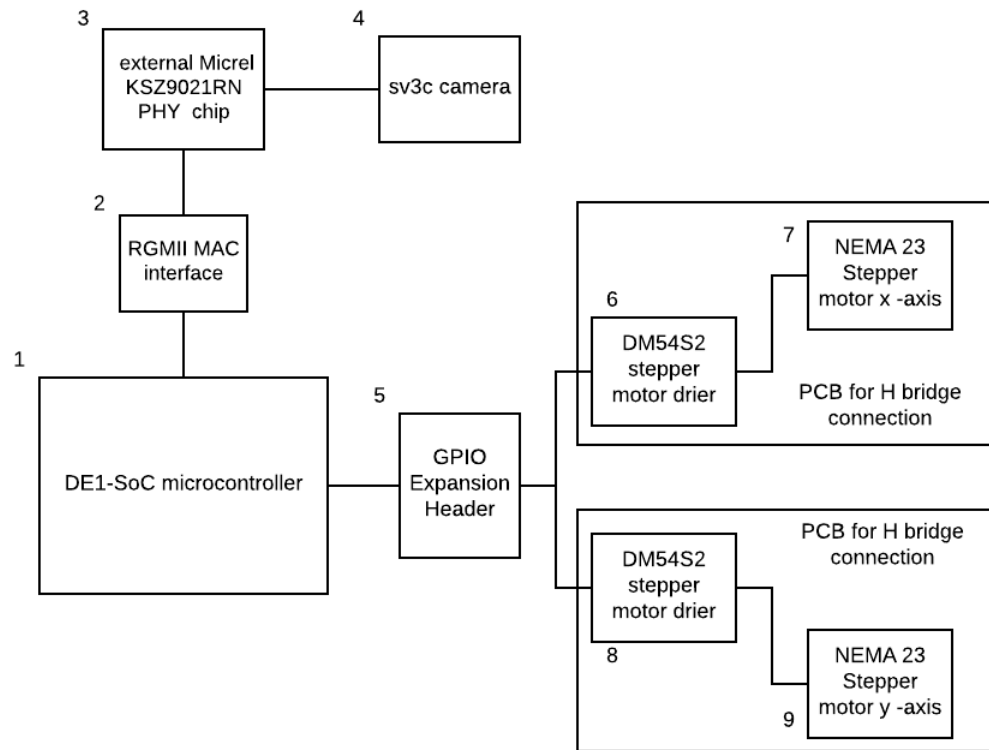 3
external Micrel
KSZ9021RN
PHY chip
4
sv3c camera
2
RGMII MAC
interface
1
DE1-SoC microcontroller
5
GPIO
Expansion
Header
6
DM54S2
stepper
motor drier
7
NEMA 23
Stepper
motor x -axis
PCB for H bridge
connection
PCB for H bridge
connection
DM54S2
stepper
motor drier
8
NEMA 23
Stepper
motor y -axis
9